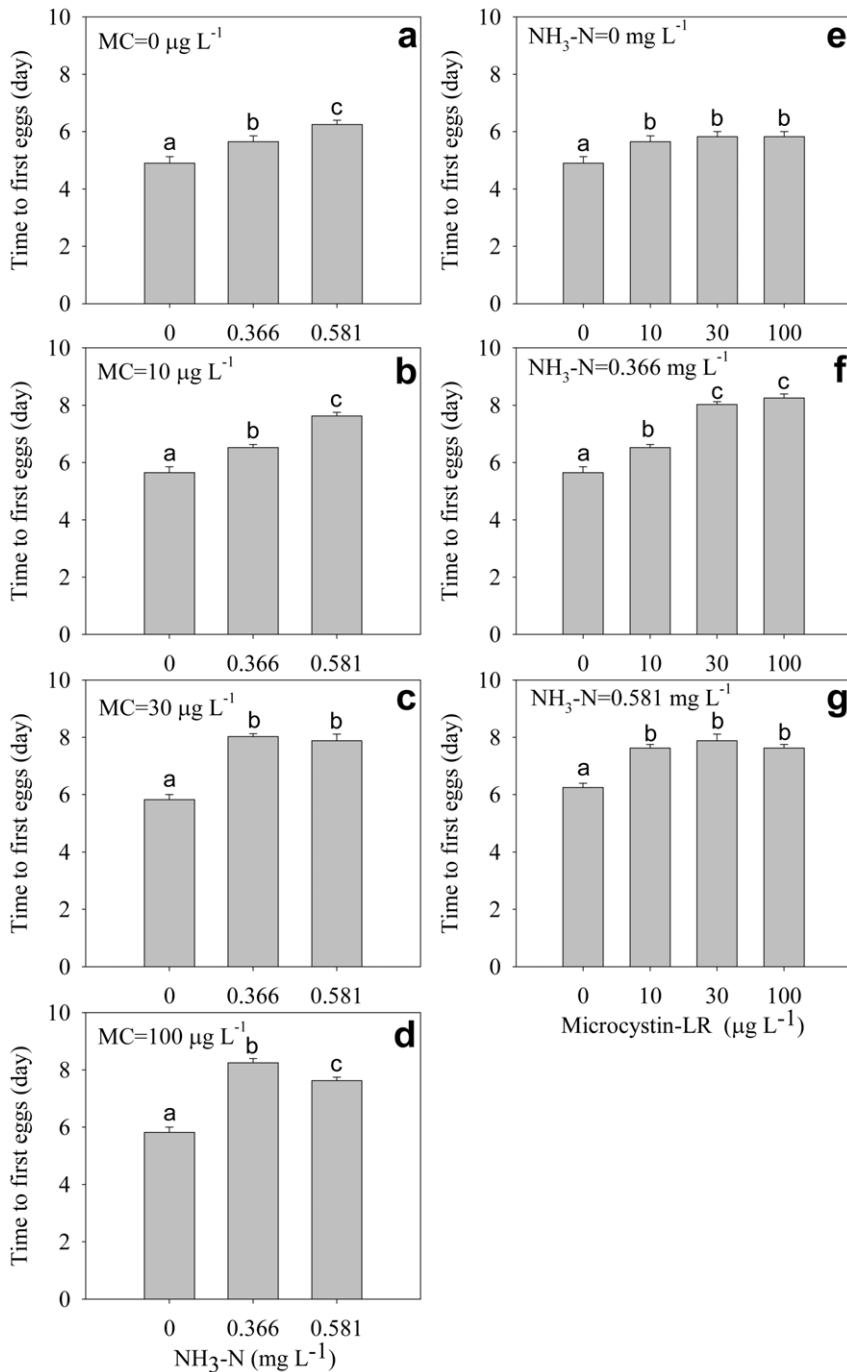 MC=0 μg L-1
a
Time to first eggs (day)
10
8
6
4
2
0
a
b
c
0 0.366 0.581
MC=10 μg L-1
b
Time to first eggs (day)
10
8
6
4
2
0
a
b
c
0 0.366 0.581
MC=30 μg L-1
c
Time to first eggs (day)
10
8
6
4
2
0
a
b
b
0 0.366 0.581
MC=100 μg L-1
d
Time to first eggs (day)
10
8
6
4
2
0
a
b
c
0 0.366 0.581
NH3-N (mg L-1)
NH3-N=0 mg L-1
e
Time to first eggs (day)
10
8
6
4
2
0
a
b
b
b
0 10 30 100
NH3-N=0.366 mg L-1
f
Time to first eggs (day)
10
8
6
4
2
0
a
b
c
c
0 10 30 100
NH3-N=0.581 mg L-1
g
Time to first eggs (day)
10
8
6
4
2
0
a
b
b
b
0 10 30 100
Microcystin-LR (μg L-1)